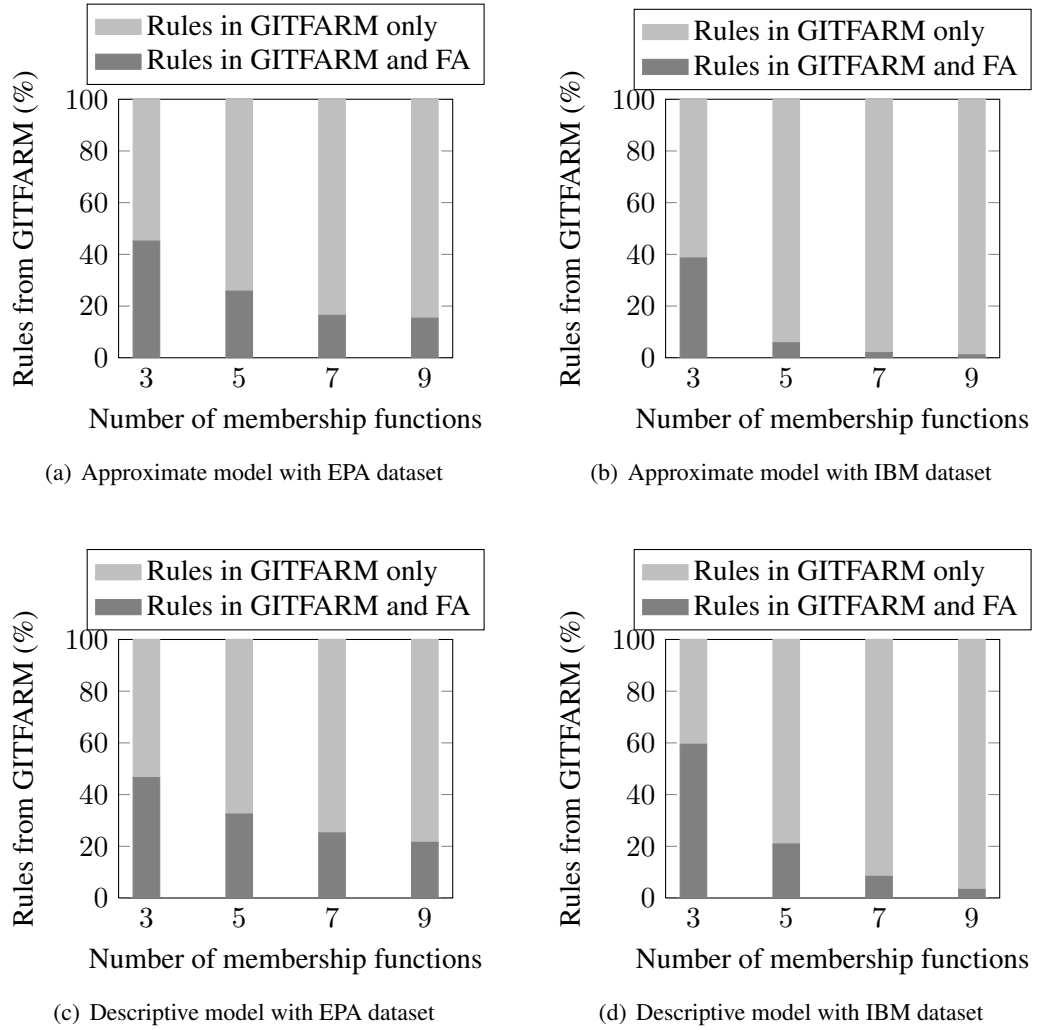 Rules in GITFARM only
Rules in GITFARM and FA
Rules from GITFARM (%)
100
80
60
40
20
0
3 5 7 9
Number of membership functions
(a) Approximate model with EPA dataset
Rules in GITFARM only
Rules in GITFARM and FA
Rules from GITFARM (%)
100
80
60
40
20
0
3 5 7 9
Number of membership functions
(b) Approximate model with IBM dataset
Rules in GITFARM only
Rules in GITFARM and FA
Rules from GITFARM (%)
100
80
60
40
20
0
3 5 7 9
Number of membership functions
(c) Descriptive model with EPA dataset
Rules in GITFARM only
Rules in GITFARM and FA
Rules from GITFARM (%)
100
80
60
40
20
0
3 5 7 9
Number of membership functions
(d) Descriptive model with IBM dataset